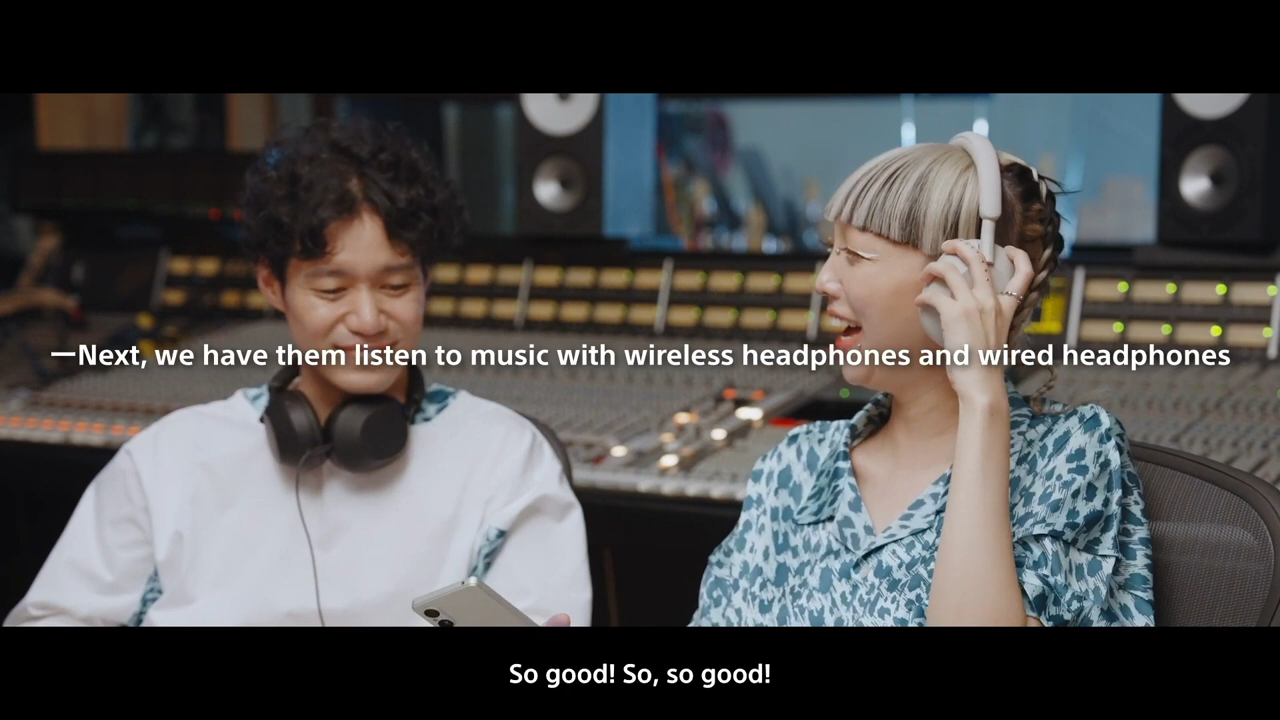 ーNext, we have them listen to music with wireless headphones and wired headphones
So good! So, so good!